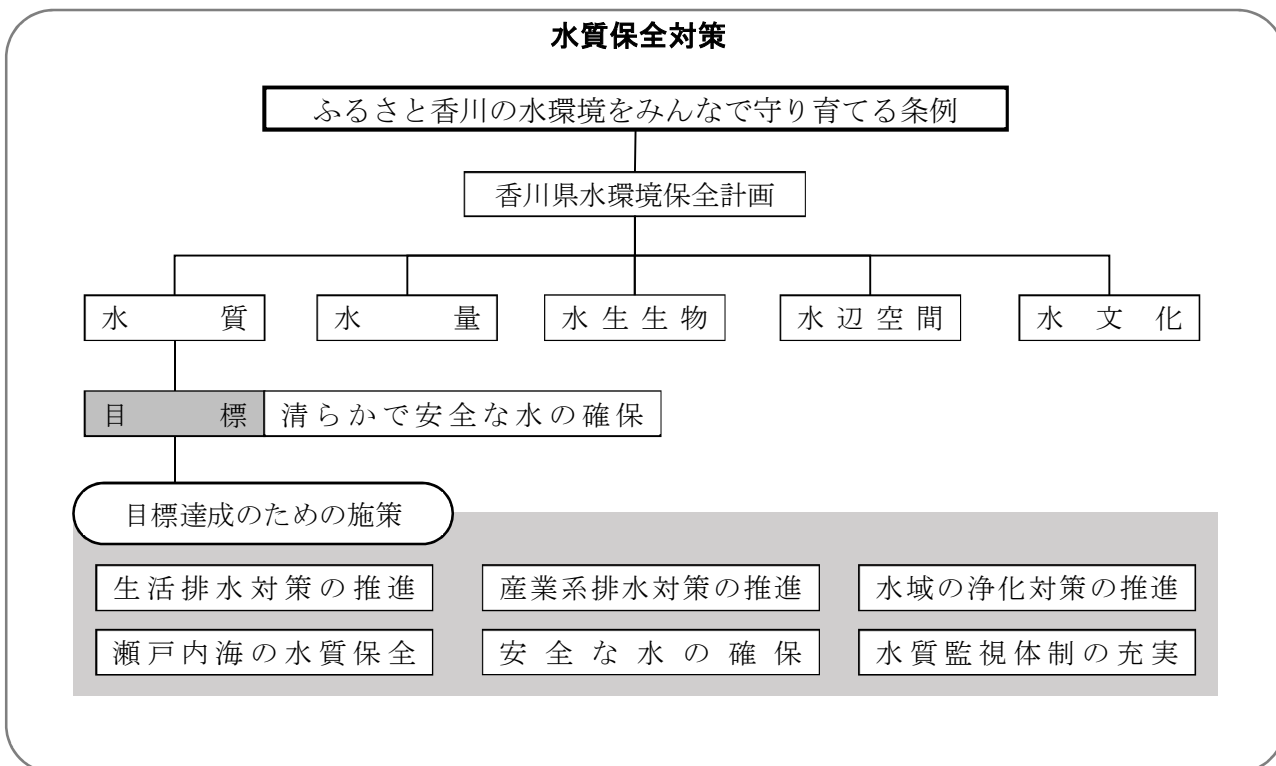 水質保全対策
ふるさと香川の水環境をみんなで守り育てる条例
香川県水環境保全計画
水質
水量
水生生物
水辺空間
水文化
目標
清らかで安全な水の確保
目標達成のための施策
生活排水対策の推進
産業系排水対策の推進
水域の浄化対策の推進
瀬戸内海の水質保全
安全な水の確保
水質監視体制の充実